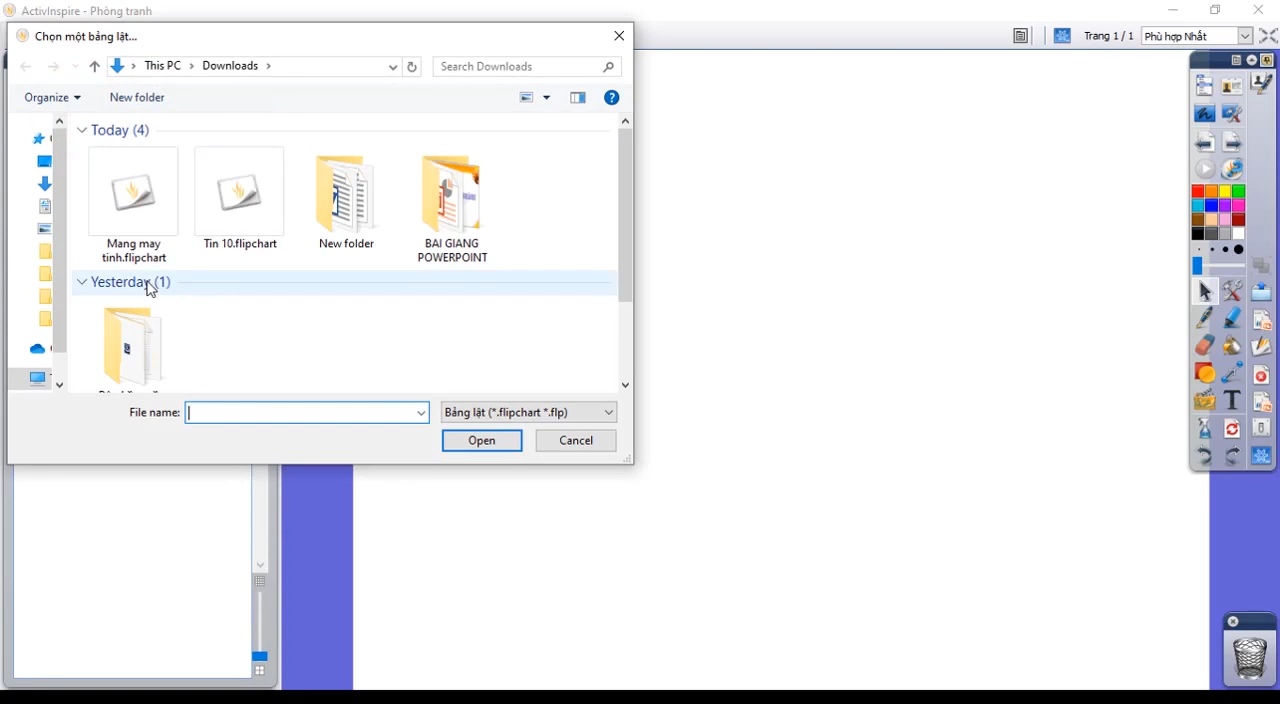 ActivInspire - Phòng tranh
Chọn một bảng lật...
Trang 1 / 1
Phù hợp Nhất
This PC
Downloads
Search Downloads
Organize
New folder
Today (4)
Mang may
tinh.flipchart
Tin 10.flipchart
New folder
BAI GIANG
POWERPOINT
Yesterday (1)
File name:
Bảng lật (*.flipchart *.flp)
Open
Cancel